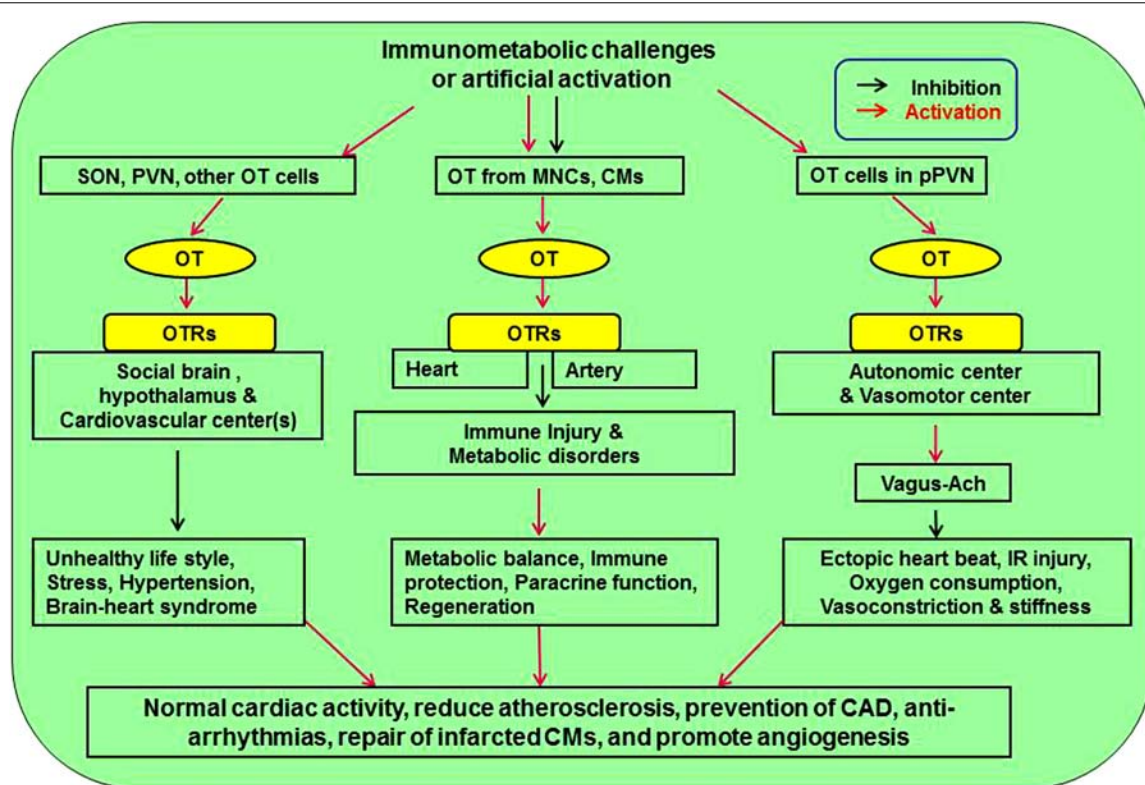 Immunometabolic challenges
or artificial activation
Inhibition
Activation
SON, PVN, other OT cells
OT from MNCs, CMs
OT cells in pPVN
OT
OT
OT
OTRs
OTRs
OTRs
Social brain ,
hypothalamus &
Cardiovascular center(s)
Heart
Artery
Autonomic center
& Vasomotor center
Immune Injury &
Metabolic disorders
Vagus-Ach
Unhealthy life style,
Stress, Hypertension,
Brain-heart syndrome
Metabolic balance, Immune
protection, Paracrine function,
Regeneration
Ectopic heart beat, IR injury,
Oxygen consumption,
Vasoconstriction & stiffness
Normal cardiac activity, reduce atherosclerosis, prevention of CAD, anti-
arrhythmias, repair of infarcted CMs, and promote angiogenesis